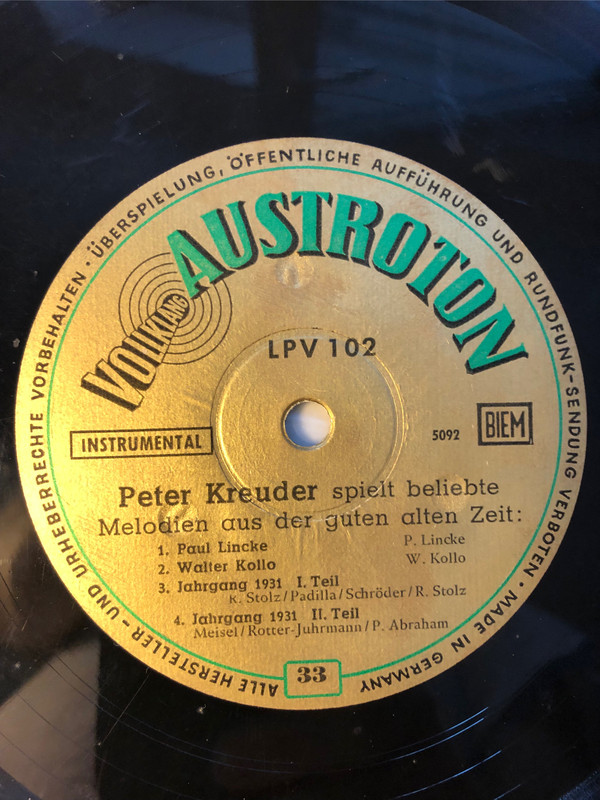 ALLE HERSTELLER- UND URHEBERRECHTE VORBEHALTEN · ÜBERSPIELUNG, ÖFFENTLICHE AUFFÜHRUNG UND RUNDFUNK-SENDUNG VERBOTEN · MADE IN GERMANY
VOLLKLANG
AUSTROTON
LPV 102
INSTRUMENTAL
5092
BIEM
Peter Kreuder spielt beliebte
Melodien aus der guten alten Zeit:
1. Paul Lincke P. Lincke
2. Walter Kollo W. Kollo
3. Jahrgang 1931 I. Teil
R. Stolz/Padilla/Schröder/R. Stolz
4. Jahrgang 1931 II. Teil
Meisel/Rotter-Juhrmann/P. Abraham
33